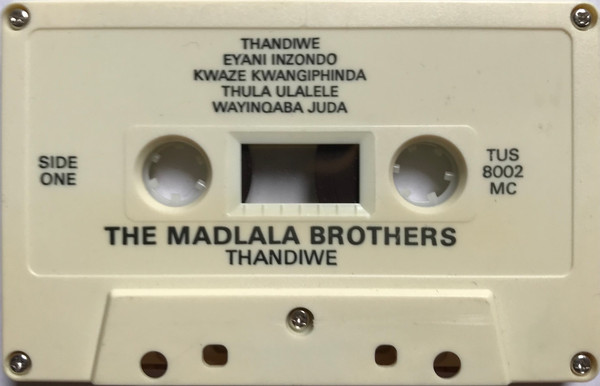 THANDIWE
EYANI INZONDO
KWAZE KWANGIPHINDA
THULA ULALELE
WAYINQABA JUDA
SIDE
ONE
TUS
8002
MC
THE MADLALA BROTHERS
THANDIWE